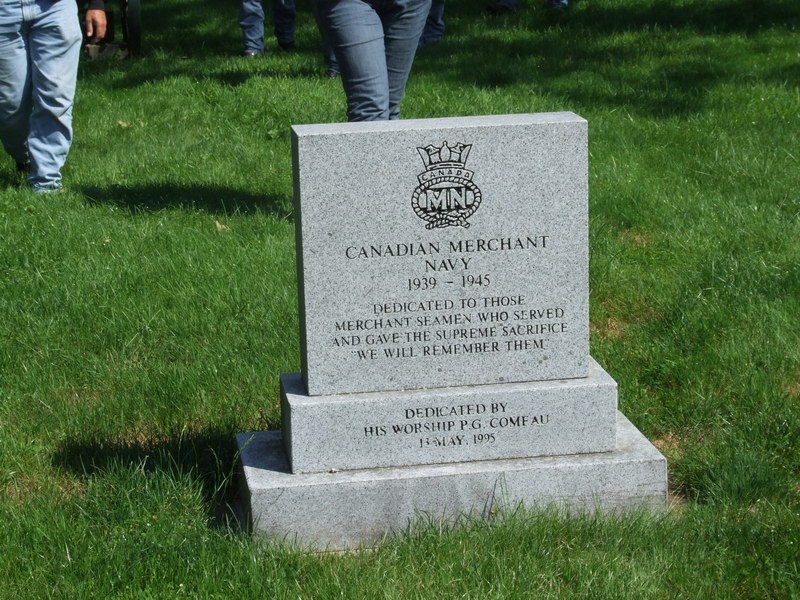 CANADA
MN
CANADIAN MERCHANT
NAVY
1939 - 1945
DEDICATED TO THOSE
MERCHANT SEAMEN WHO SERVED
AND GAVE THE SUPREME SACRIFICE
"WE WILL REMEMBER THEM"
DEDICATED BY
HIS WORSHIP P.G. COMEAU
13 MAY, 1995